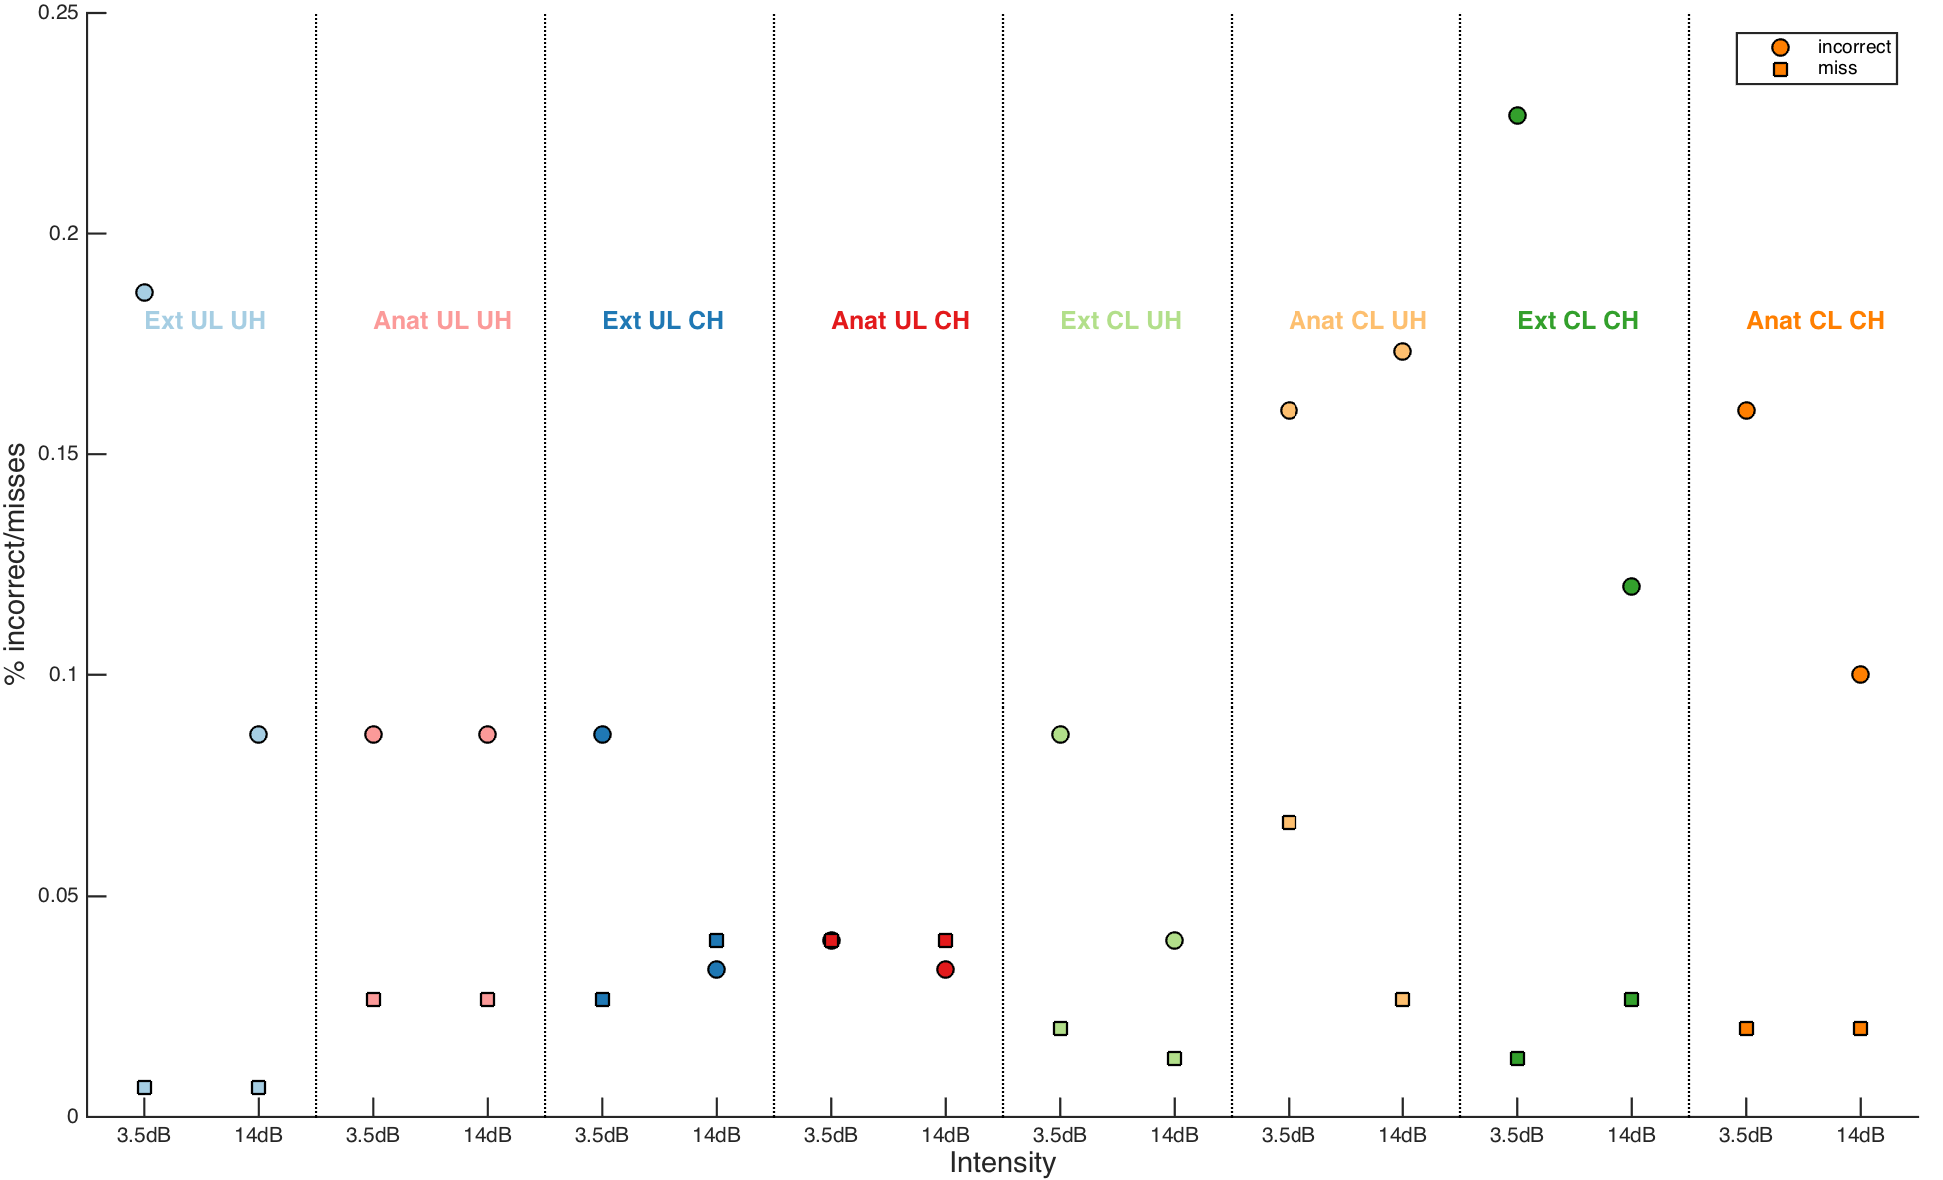 0.25
incorrect
miss
0.2
Ext UL UH
Anat UL UH
Ext UL CH
Anat UL CH
Ext CL UH
Anat CL UH
Ext CL CH
Anat CL CH
0.15
% incorrect/misses
0.1
0.05
0
3.5dB 14dB 3.5dB 14dB 3.5dB 14dB 3.5dB 14dB 3.5dB 14dB 3.5dB 14dB 3.5dB 14dB 3.5dB 14dB
Intensity